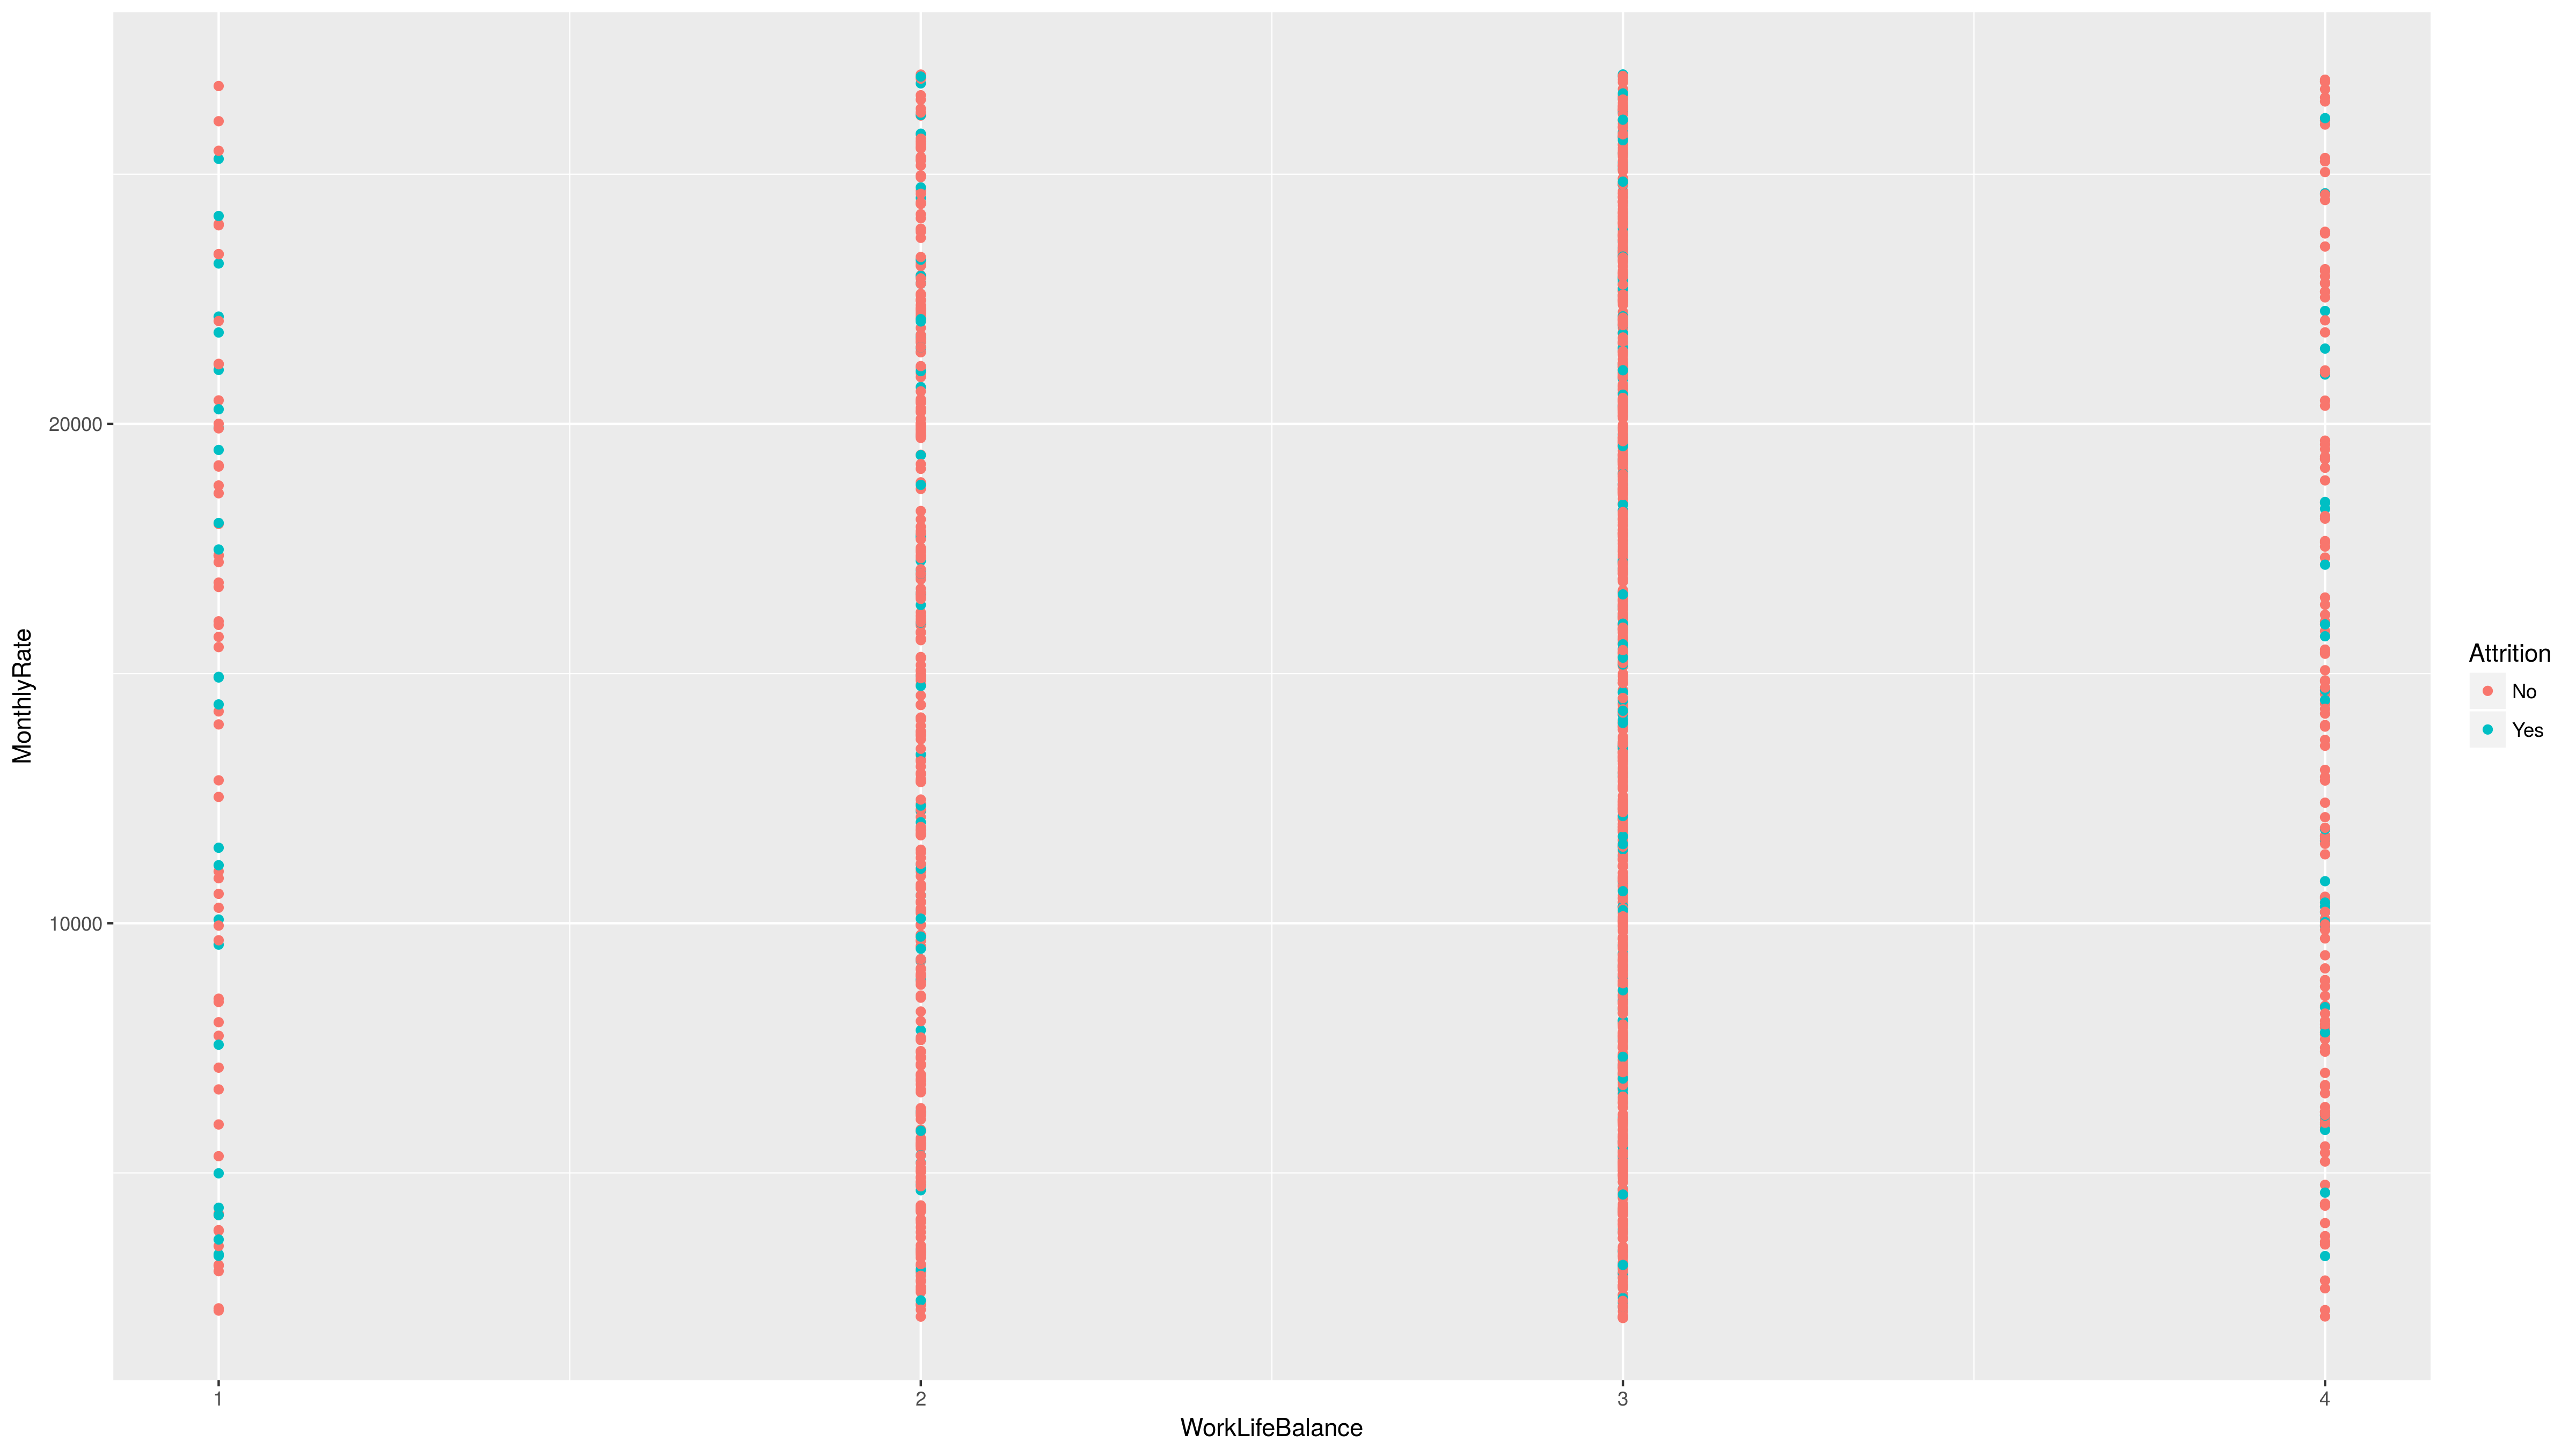 MonthlyRate
20000
10000
1
2
3
4
WorkLifeBalance
Attrition
No
Yes